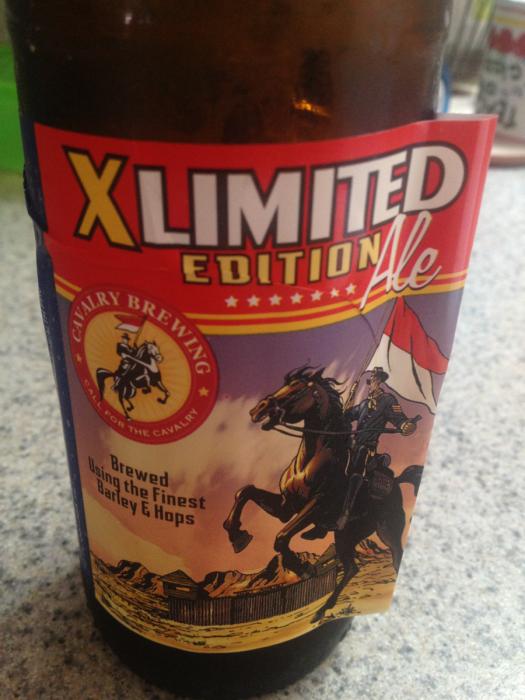 XLIMITED
EDITION Ale
CAVALRY BREWING
CALL FOR THE CAVALRY
Brewed
Using the Finest
Barley & Hops